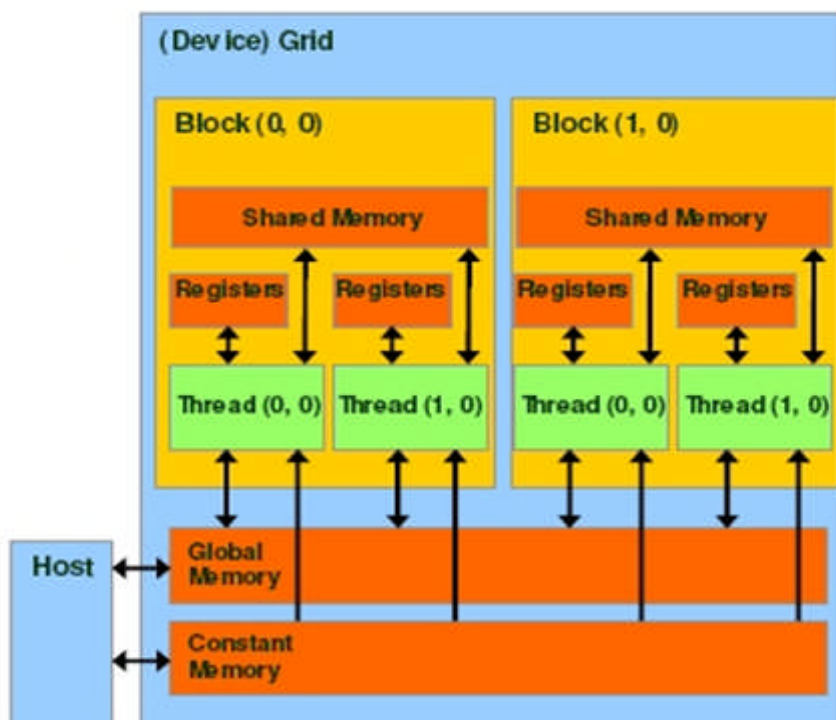 (Device) Grid
Block (0, 0)
Shared Memory
Registers
Registers
Thread (0, 0)
Thread (1, 0)
Block (1, 0)
Shared Memory
Registers
Registers
Thread (0, 0)
Thread (1, 0)
Host
Global
Memory
Constant
Memory